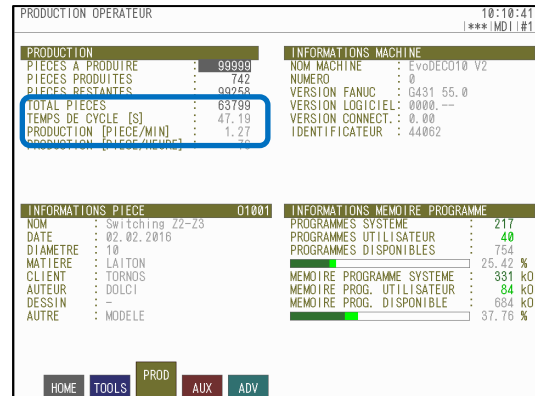 PRODUCTION OPERATEUR
10:10:41
|***|MDI|#1
PRODUCTION
PIECES A PRODUIRE : 99999
PIECES PRODUITES : 742
PIECES RESTANTES : 99258
TOTAL PIECES : 63799
TEMPS DE CYCLE [S] : 47.19
PRODUCTION [PIECE/MIN] : 1.27
PRODUCTION [PIECE/HEURE] : 76
INFORMATIONS MACHINE
NOM MACHINE : EvoDECO10 V2
NUMERO : 0
VERSION FANUC : G431 55.0
VERSION LOGICIEL: 0000.--
VERSION CONNECT.: 0.00
IDENTIFICATEUR : 44062
INFORMATIONS PIECE O1001
NOM : Switching Z2-Z3
DATE : 02.02.2016
DIAMETRE : 10
MATIERE : LAITON
CLIENT : TORNOS
AUTEUR : DOLCI
DESSIN : -
AUTRE : MODELE
INFORMATIONS MEMOIRE PROGRAMME
PROGRAMMES SYSTEME : 217
PROGRAMMES UTILISATEUR : 40
PROGRAMMES DISPONIBLES : 754
25.42 %
MEMOIRE PROGRAMME SYSTEME : 331 kO
MEMOIRE PROG. UTILISATEUR : 84 kO
MEMOIRE PROG. DISPONIBLE : 684 kO
37.76 %
HOME TOOLS PROD AUX ADV